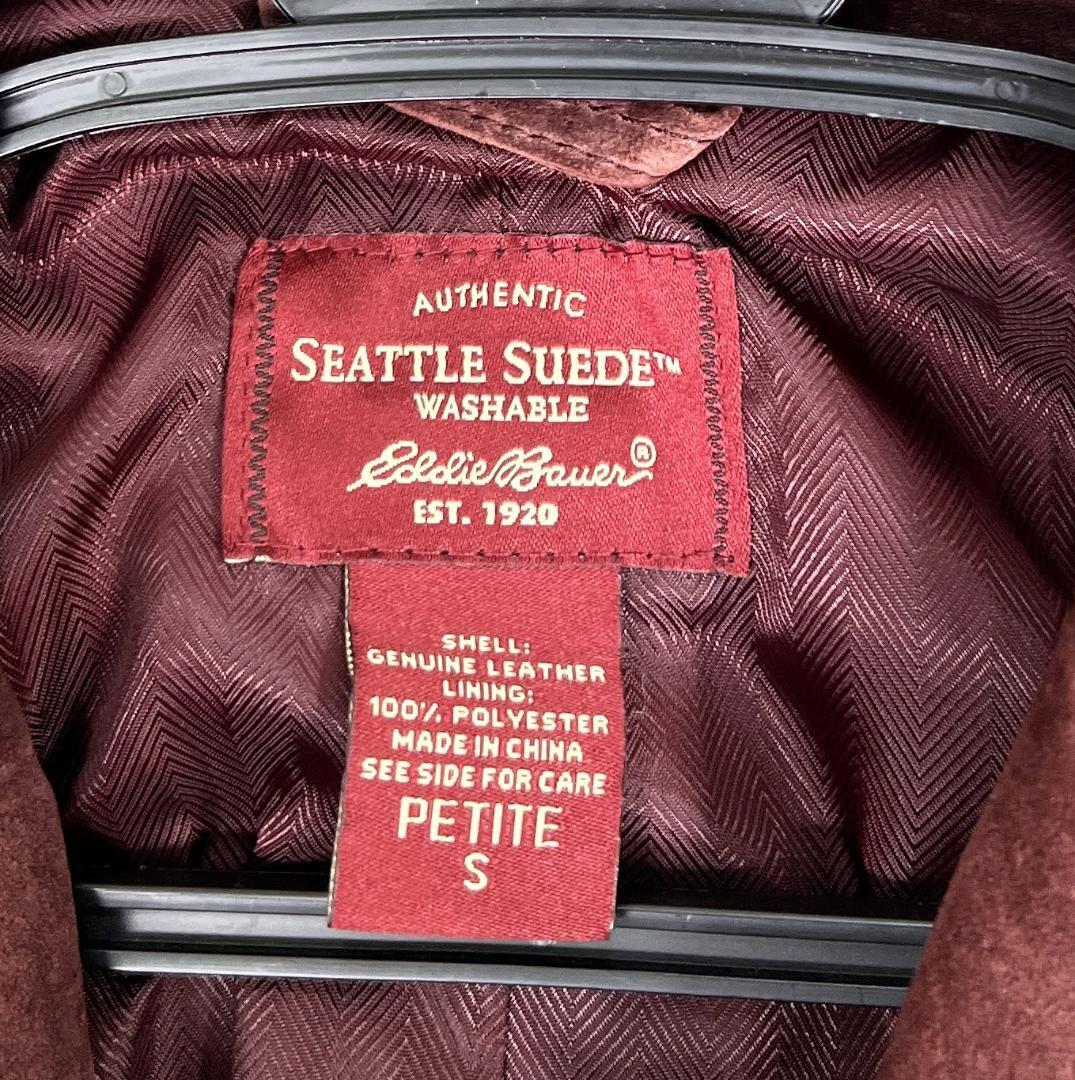 AUTHENTIC
SEATTLE SUEDE™
WASHABLE
Eddie Bauer®
EST. 1920
SHELL:
GENUINE LEATHER
LINING:
100% POLYESTER
MADE IN CHINA
SEE SIDE FOR CARE
PETITE
S